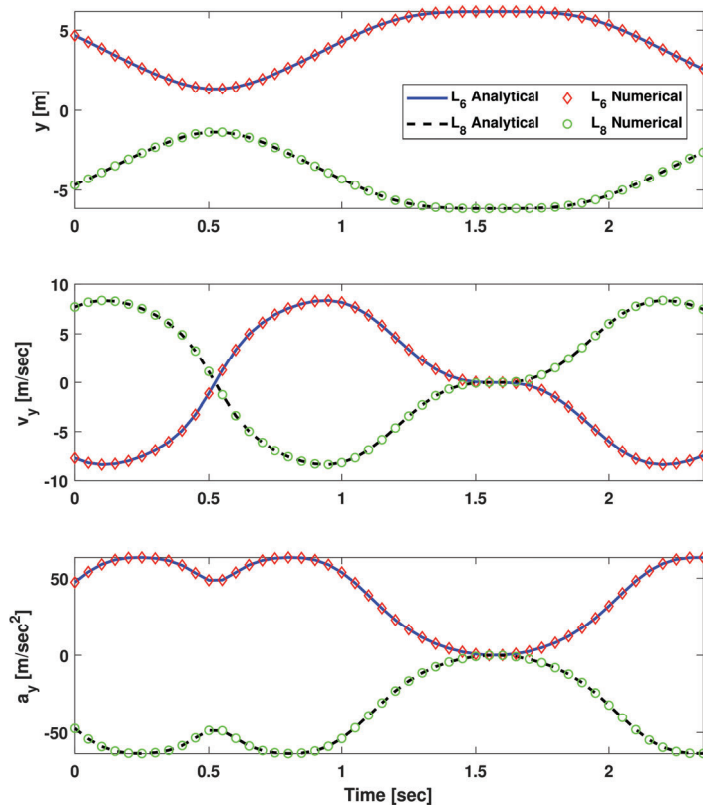 5
0
-5
y [m]
L6 Analytical L6 Numerical
L8 Analytical L8 Numerical
0 0.5 1 1.5 2
10
5
0
-5
-10
vy [m/sec]
0 0.5 1 1.5 2
50
0
-50
ay [m/sec2]
0 0.5 1 1.5 2
Time [sec]